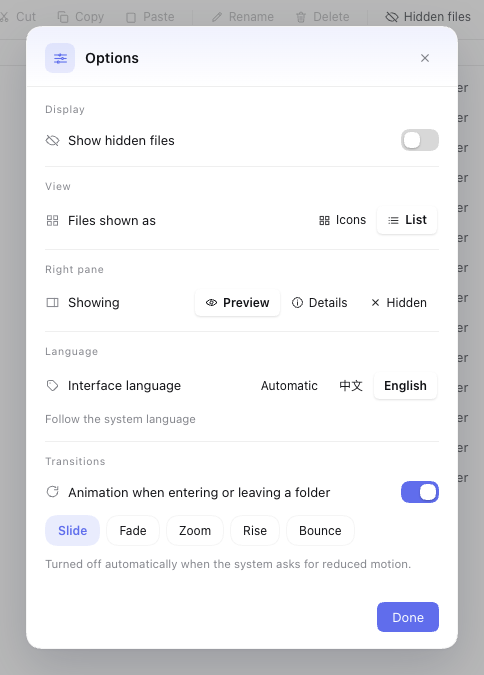 Cut Copy Paste Rename Delete Hidden files
Options
Display
Show hidden files
View
Files shown as Icons List
Right pane
Showing Preview Details Hidden
Language
Interface language Automatic 中文 English
Follow the system language
Transitions
Animation when entering or leaving a folder
Slide Fade Zoom Rise Bounce
Turned off automatically when the system asks for reduced motion.
Done